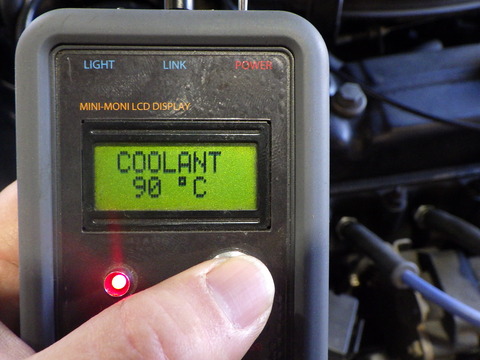 LIGHT LINK POWER
MINI-MONI LCD DISPLAY
COOLANT
90 °C